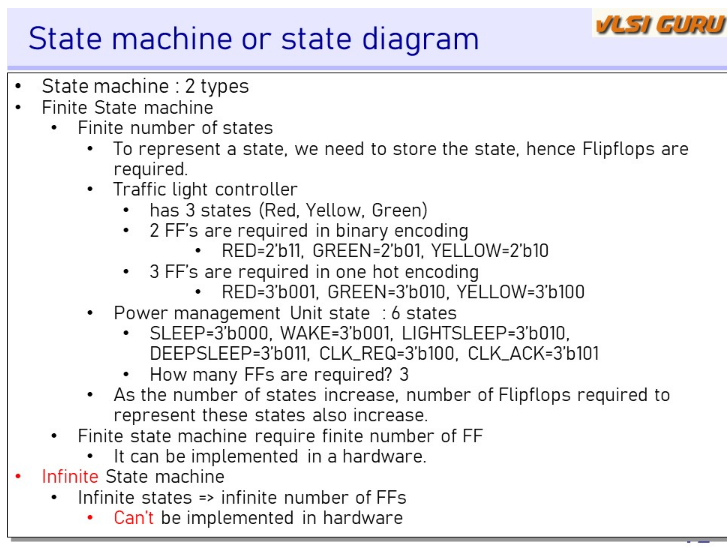 State machine or state diagram
VLSI GURU
• State machine : 2 types
• Finite State machine
• Finite number of states
• To represent a state, we need to store the state, hence Flipflops are
required.
• Traffic light controller
• has 3 states (Red, Yellow, Green)
• 2 FF's are required in binary encoding
• RED=2'b11, GREEN=2'b01, YELLOW=2'b10
• 3 FF's are required in one hot encoding
• RED=3'b001, GREEN=3'b010, YELLOW=3'b100
• Power management Unit state : 6 states
• SLEEP=3'b000, WAKE=3'b001, LIGHTSLEEP=3'b010,
DEEPSLEEP=3'b011, CLK_REQ=3'b100, CLK_ACK=3'b101
• How many FFs are required? 3
• As the number of states increase, number of Flipflops required to
represent these states also increase.
• Finite state machine require finite number of FF
• It can be implemented in a hardware.
• Infinite State machine
• Infinite states => infinite number of FFs
• Can't be implemented in hardware